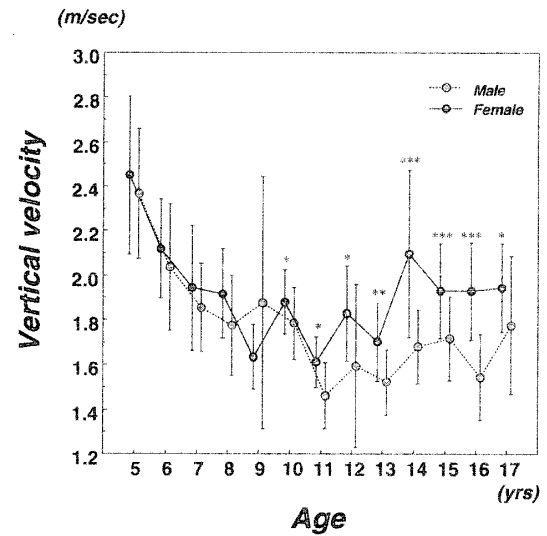 (m/sec)
3.0
2.8
2.6
2.4
2.2
2.0
1.8
1.6
1.4
1.2
Vertical velocity
Male
Female
*
*
*
**
***
***
***
*
5 6 7 8 9 10 11 12 13 14 15 16 17
(yrs)
Age